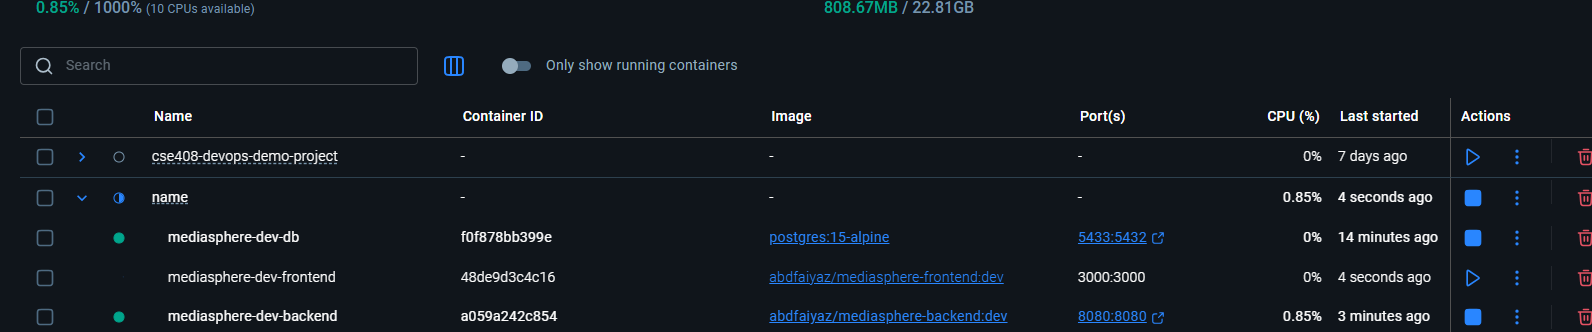 0.85% / 1000% (10 CPUs available) 808.67MB / 22.81GB
Search Only show running containers
Name Container ID Image Port(s) CPU (%) Last started Actions
cse408-devops-demo-project - - - 0% 7 days ago
name - - - 0.85% 4 seconds ago
mediasphere-dev-db f0f878bb399e postgres:15-alpine 5433:5432 0% 14 minutes ago
mediasphere-dev-frontend 48de9d3c4c16 abdfaiyaz/mediasphere-frontend:dev 3000:3000 0% 4 seconds ago
mediasphere-dev-backend a059a242c854 abdfaiyaz/mediasphere-backend:dev 8080:8080 0.85% 3 minutes ago